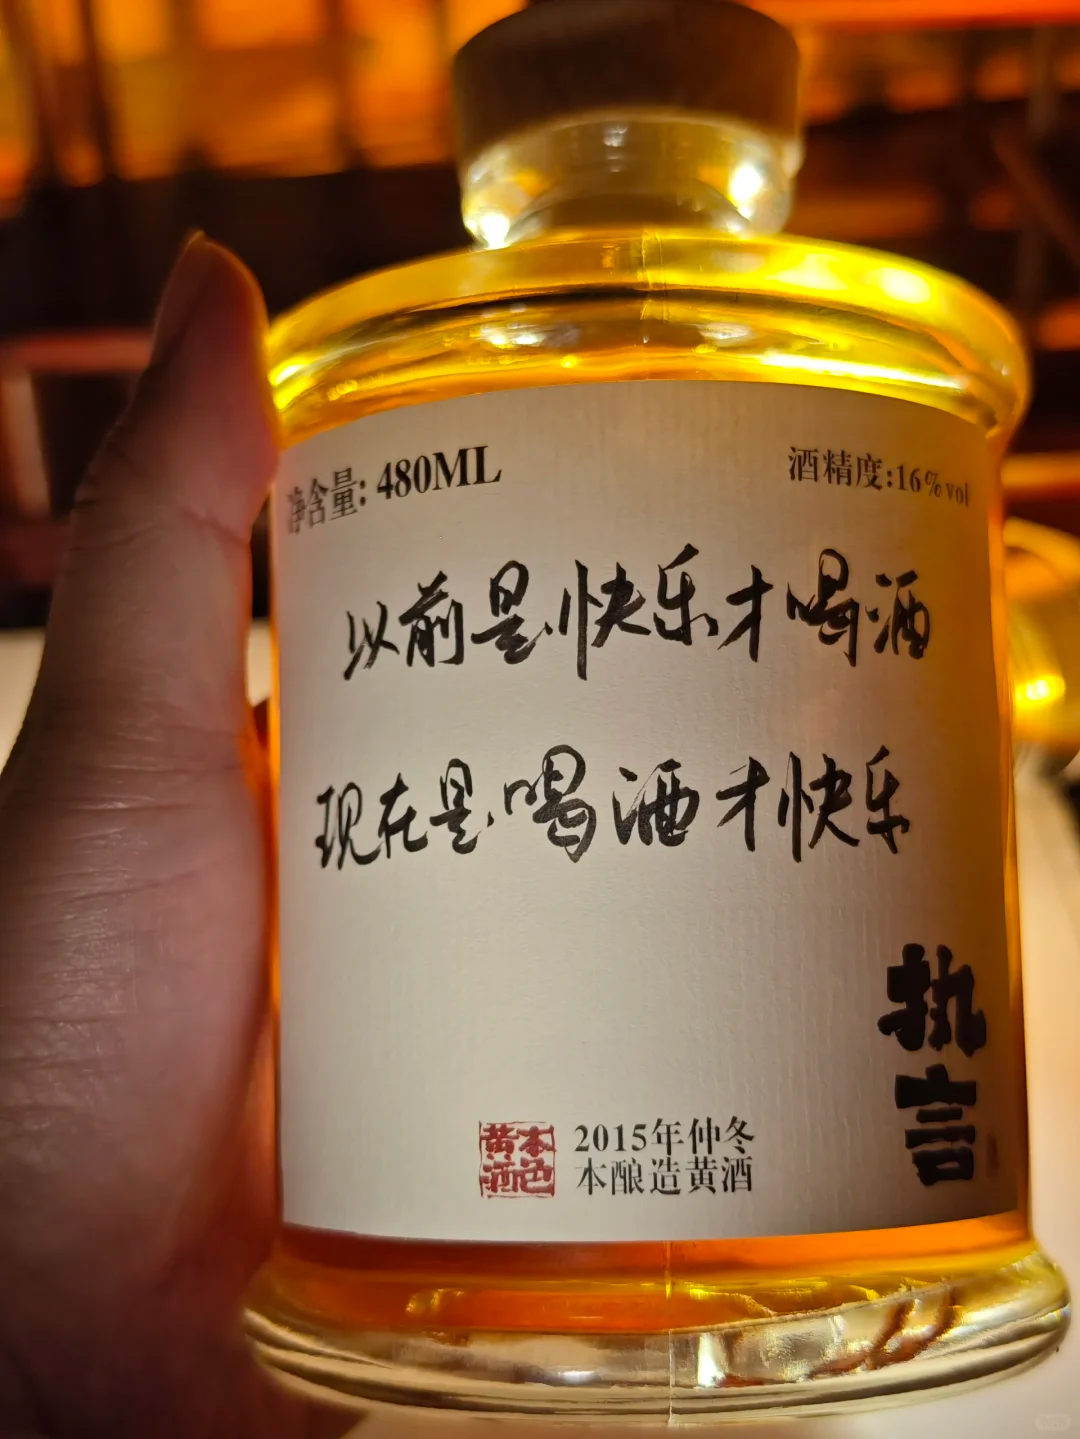 净含量: 480ML
酒精度:16%vol
以前是快乐才喝酒
现在是喝酒才快乐
执言
本色黄酒
2015年仲冬
本酿造黄酒